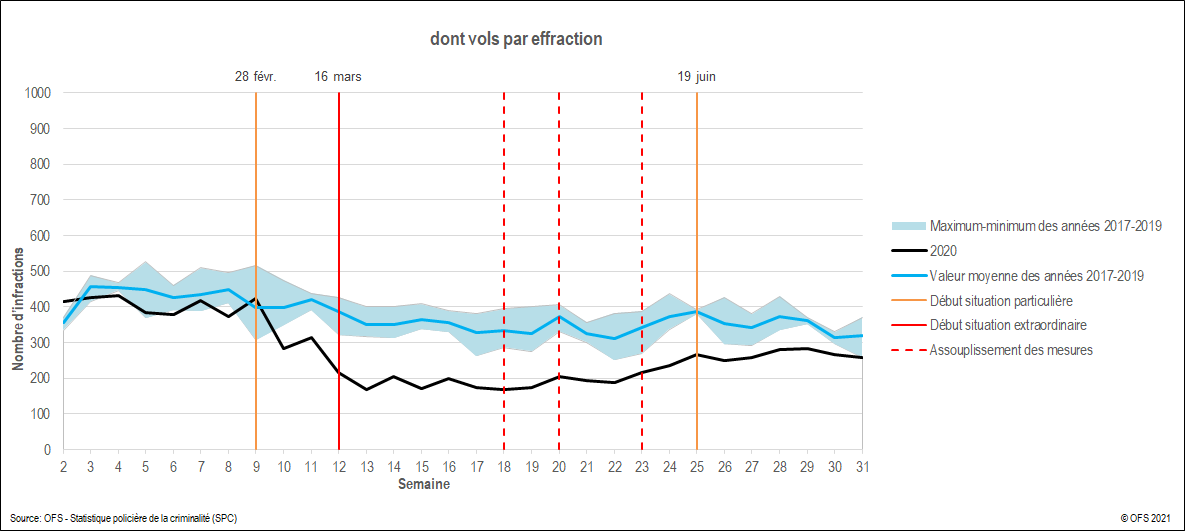 dont vols par effraction
28 févr.
16 mars
19 juin
1000
900
800
700
600
500
400
300
200
100
0
Nombre d'infractions
2 3 4 5 6 7 8 9 10 11 12 13 14 15 16 17 18 19 20 21 22 23 24 25 26 27 28 29 30 31
Semaine
Maximum-minimum des années 2017-2019
2020
Valeur moyenne des années 2017-2019
Début situation particulière
Début situation extraordinaire
Assouplissement des mesures
Source: OFS - Statistique policière de la criminalité (SPC)
© OFS 2021